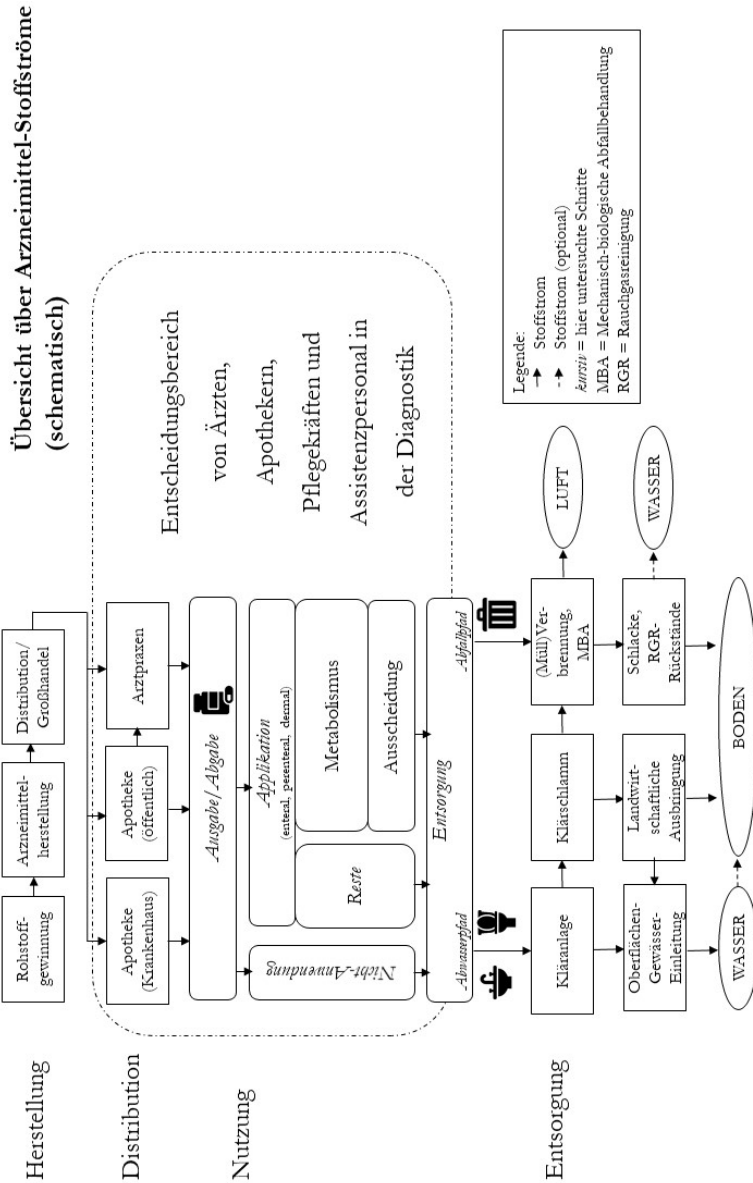 Übersicht über Arzneimittel-Stoffströme
(schematisch)
Herstellung
Rohstoff-
gewinnung
Arzneimittel-
herstellung
Distribution/
Großhandel
Distribution
Apotheke
(Krankenhaus)
Apotheke
(öffentlich)
Arztpraxen
Entscheidungsbereich
von Ärzten,
Apothekern,
Pflegekräften und
Assistenzpersonal in
der Diagnostik
Nutzung
Ausgabe/ Abgabe
Nicht-Anwendung
Applikation
(enteral, perenteral, dermal)
Reste
Metabolismus
Ausscheidung
Entsorgung
Abwasserpfad
Abfallpfad
Entsorgung
Kläranlage
Klärschlamm
(Müll)Ver-
brennung,
MBA
LUFT
Oberflächen-
Gewässer-
Einleitung
Landwirt-
schaftliche
Ausbringung
Schlacke,
RGR-
Rückstände
WASSER
WASSER
BODEN
Legende:
Stoffstrom
Stoffstrom (optional)
kursiv = hier untersuchte Schritte
MBA = Mechanisch-biologische Abfallbehandlung
RGR = Rauchgasreinigung